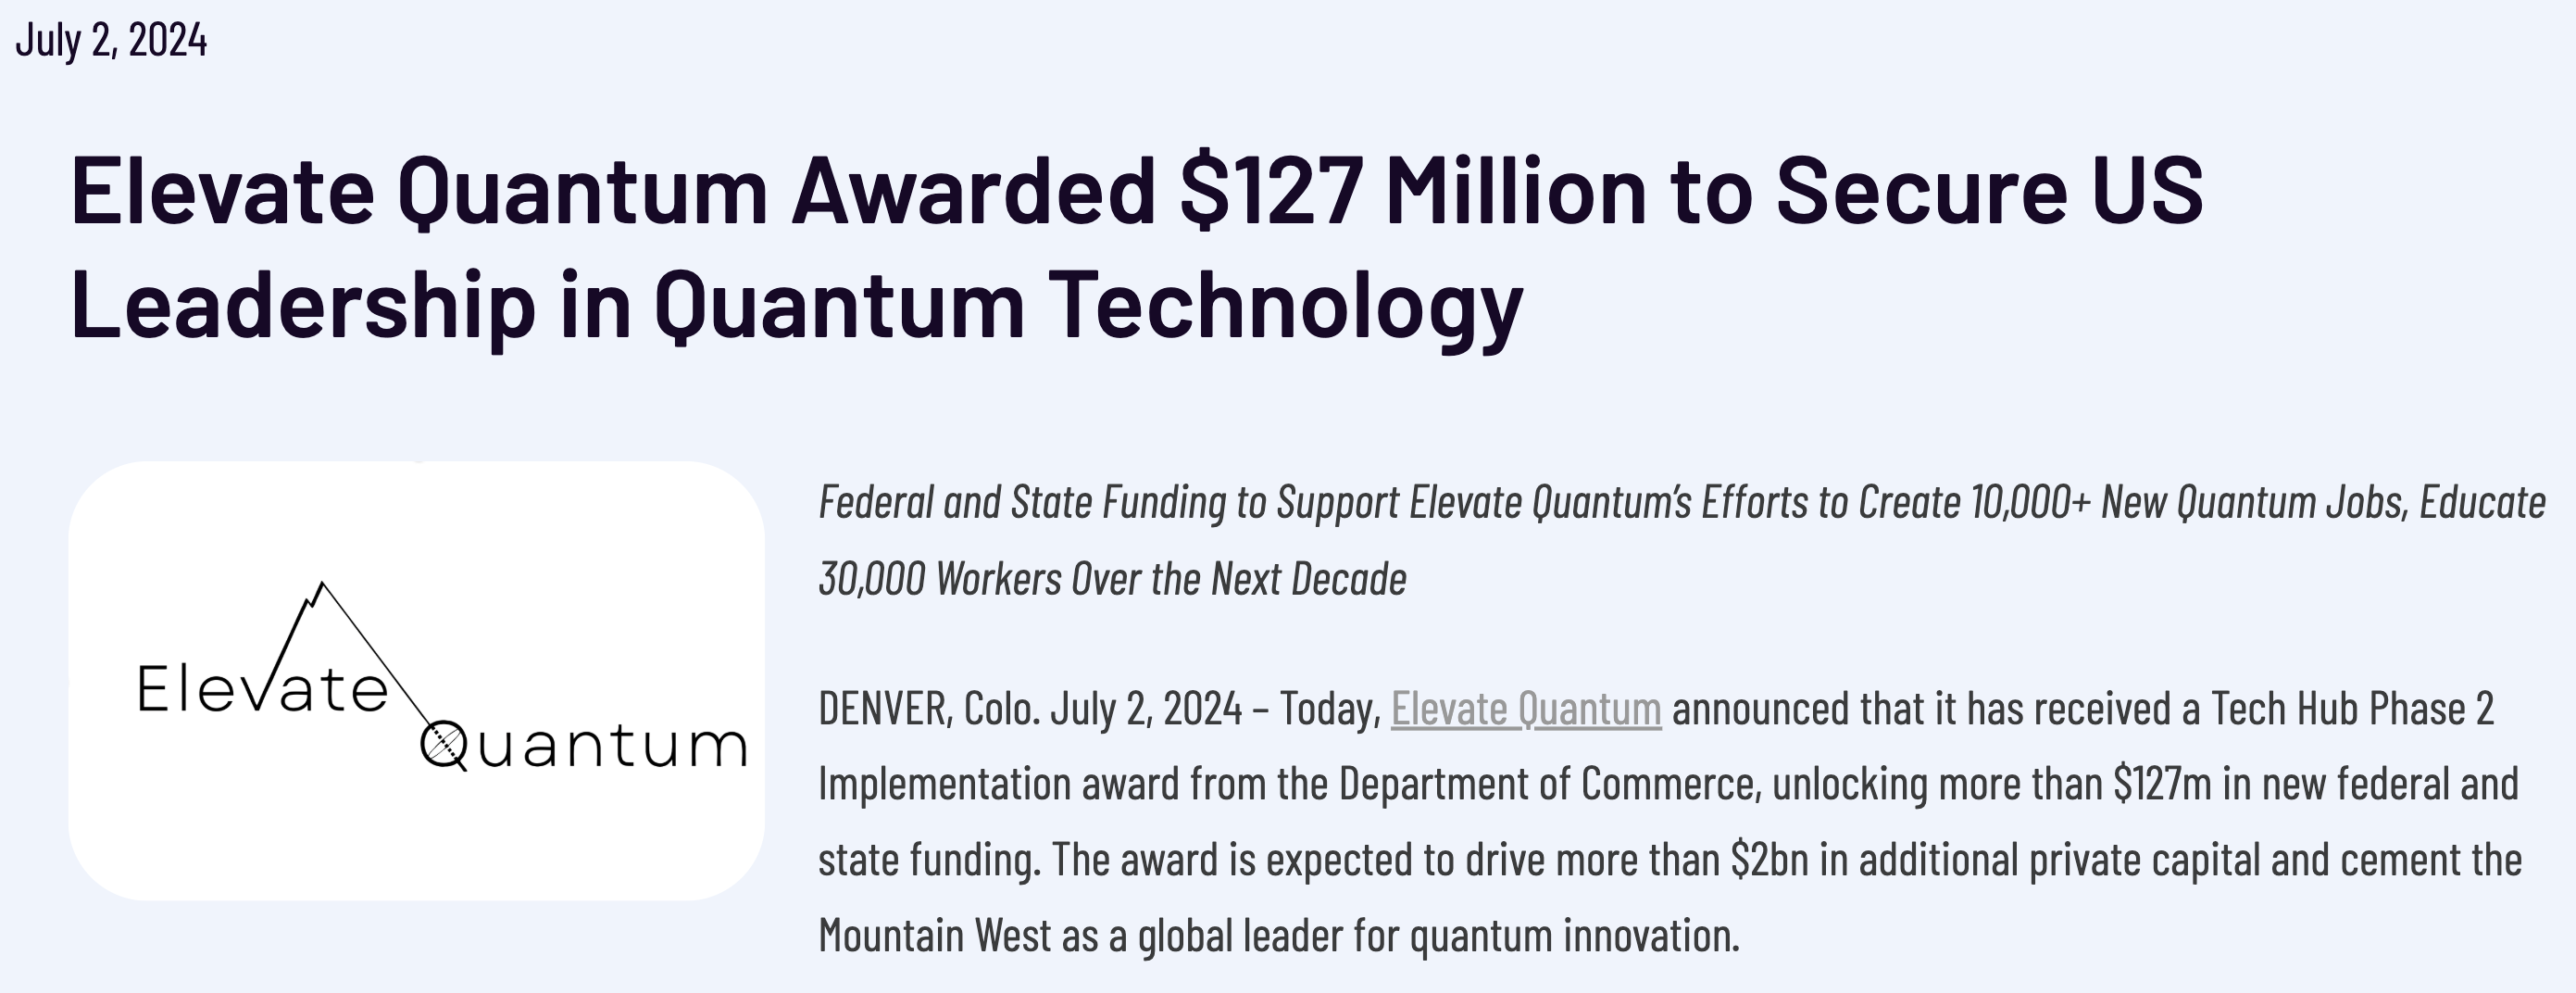 July 2, 2024
Elevate Quantum Awarded $127 Million to Secure US
Leadership in Quantum Technology
Elevate
Quantum
Federal and State Funding to Support Elevate Quantum’s Efforts to Create 10,000+ New Quantum Jobs, Educate
30,000 Workers Over the Next Decade
DENVER, Colo. July 2, 2024 – Today, Elevate Quantum announced that it has received a Tech Hub Phase 2
Implementation award from the Department of Commerce, unlocking more than $127m in new federal and
state funding. The award is expected to drive more than $2bn in additional private capital and cement the
Mountain West as a global leader for quantum innovation.